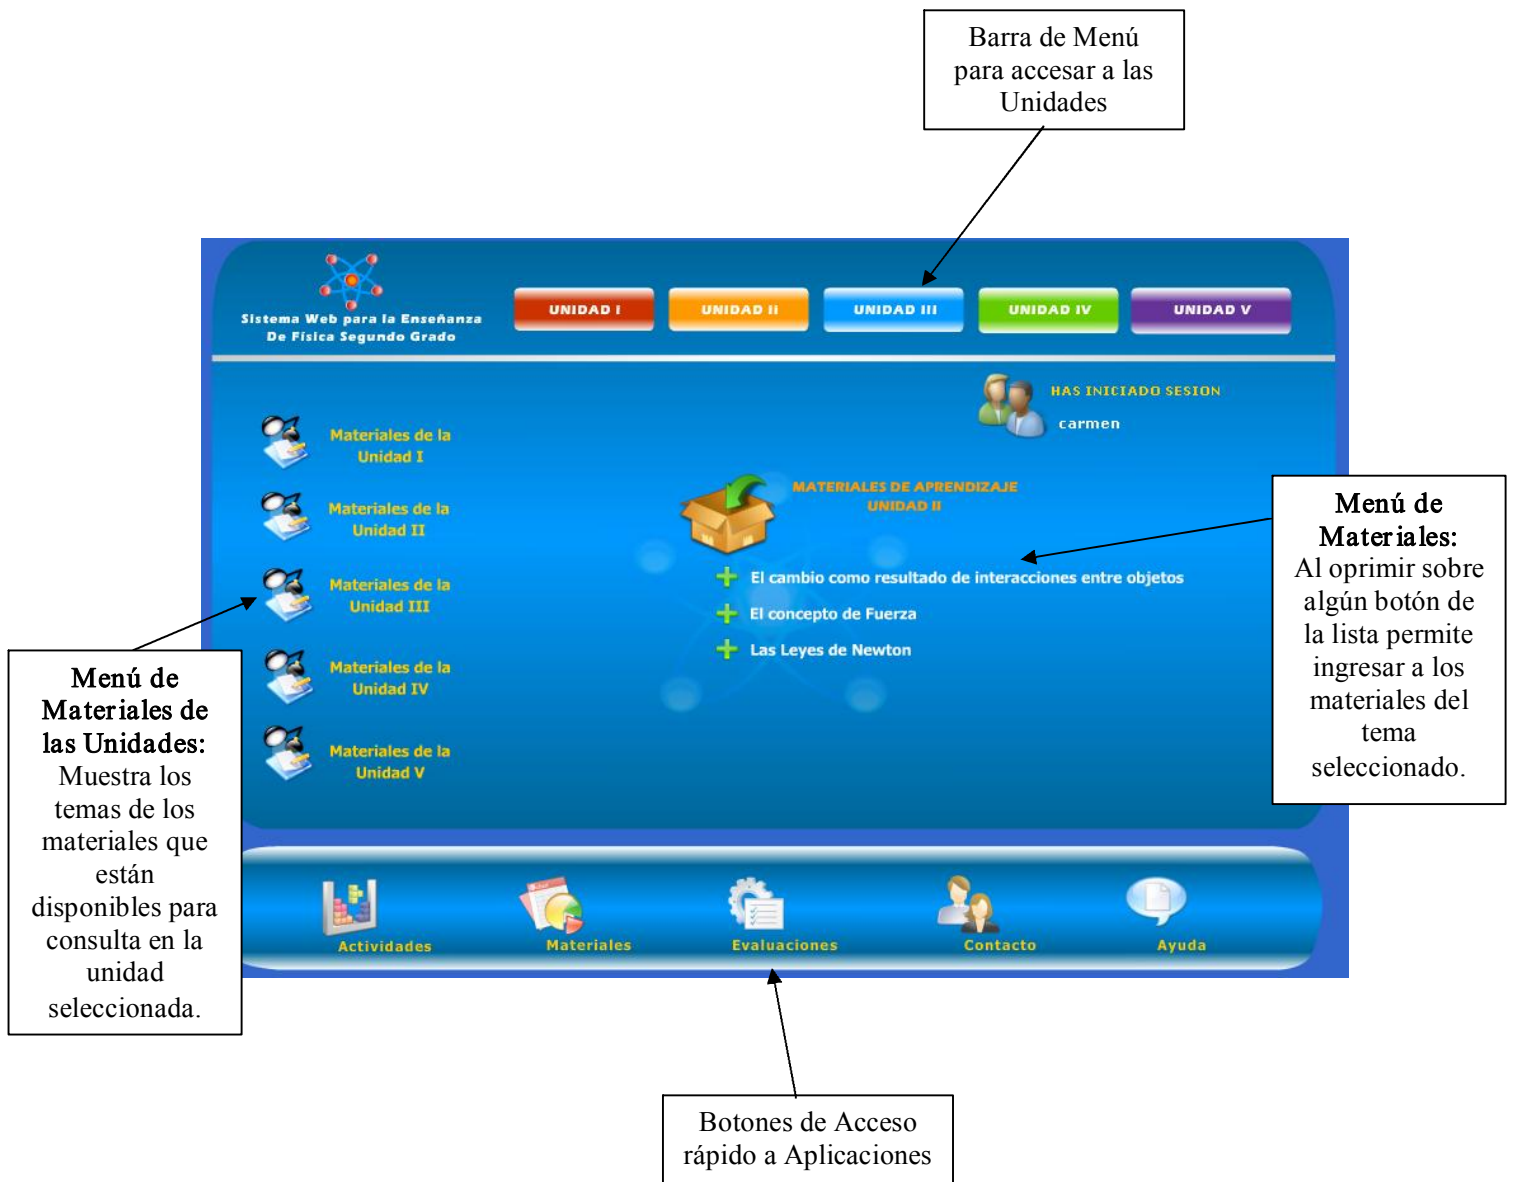 Barra de Menú
para accesar a las
Unidades
Sistema Web para la Enseñanza
De Física Segundo Grado
UNIDAD I
UNIDAD II
UNIDAD III
UNIDAD IV
UNIDAD V
HAS INICIADO SESION
carmen
Materiales de la
Unidad I
Materiales de la
Unidad II
Materiales de la
Unidad III
Materiales de la
Unidad IV
Materiales de la
Unidad V
MATERIALES DE APRENDIZAJE
UNIDAD II
El cambio como resultado de interacciones entre objetos
El concepto de Fuerza
Las Leyes de Newton
Menú de
Materiales:
Al oprimir sobre
algún botón de
la lista permite
ingresar a los
materiales del
tema
seleccionado.
Menú de
Materiales de
las Unidades:
Muestra los
temas de los
materiales que
están
disponibles para
consulta en la
unidad
seleccionada.
Actividades
Materiales
Evaluaciones
Contacto
Ayuda
Botones de Acceso
rápido a Aplicaciones